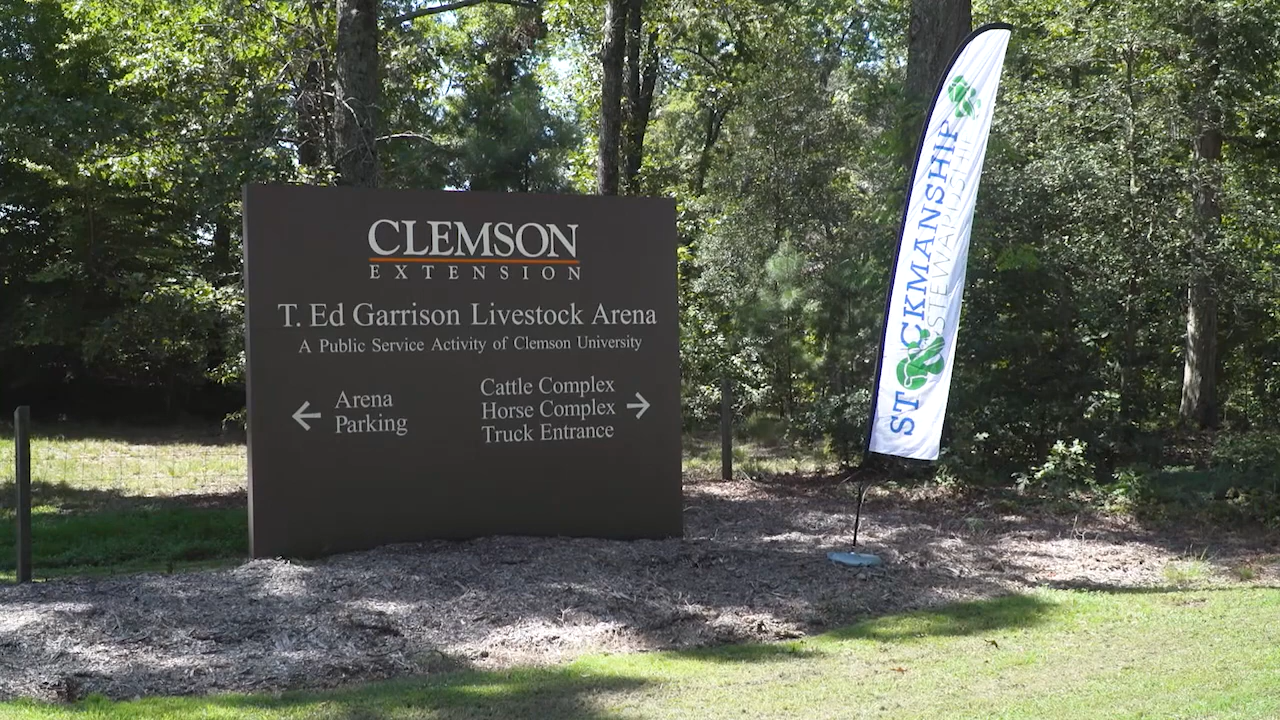 CLEMSON
EXTENSION
T. Ed Garrison Livestock Arena
A Public Service Activity of Clemson University
← Arena
Parking
Cattle Complex
Horse Complex →
Truck Entrance
STOCKMANSHIP
& STEWARDSHIP